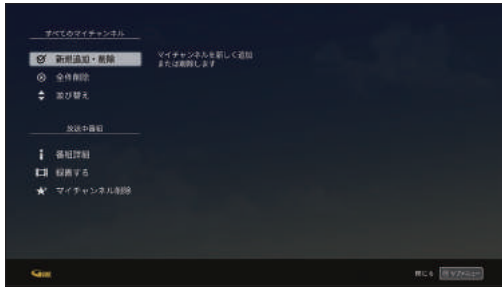 すべてのマイチャンネル
新規追加・削除
マイチャンネルを新しく追加
または削除します
全件削除
並び替え
放送中番組
番組詳細
録画する
マイチャンネル削除
閉じる サブメニュー